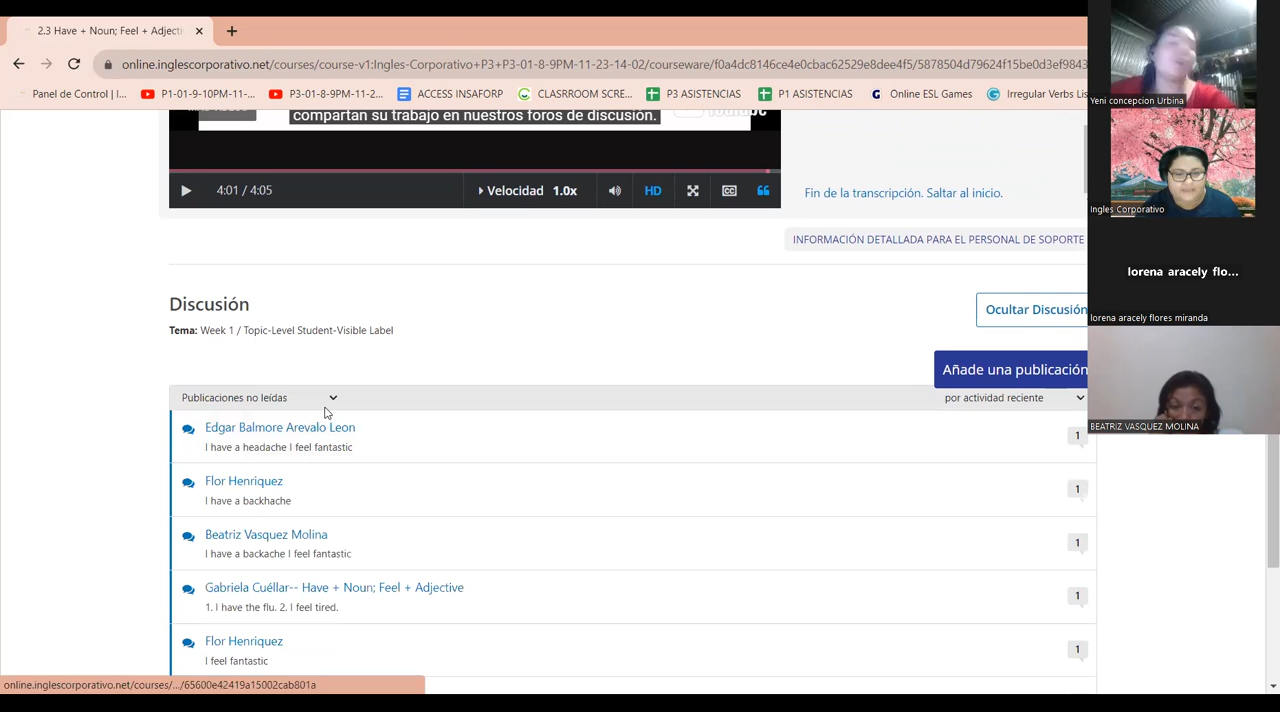 2.3 Have + Noun; Feel + Adjecti
online.inglescorporativo.net/courses/course-v1:Ingles-Corporativo+P3+P3-01-8-9PM-11-23-14-02/courseware/f0a4dc8146ce4e0cbac62529e8dee4f5/5878504d79624f15be0d3ef9843
Panel de Control | I...
P1-01-9-10PM-11-...
P3-01-8-9PM-11-2...
ACCESS INSAFORP
CLASRROOM SCRE...
P3 ASISTENCIAS
P1 ASISTENCIAS
Online ESL Games
Irregular Verbs Lis
compartan su trabajo en nuestros foros de discusión.
4:01 / 4:05
Velocidad 1.0x
HD
Fin de la transcripción. Saltar al inicio.
INFORMACIÓN DETALLADA PARA EL PERSONAL DE SOPORTE
Discusión
Tema: Week 1 / Topic-Level Student-Visible Label
Ocultar Discusión
Añade una publicación
Publicaciones no leídas
por actividad reciente
Edgar Balmore Arevalo Leon
I have a headache I feel fantastic
1
Flor Henriquez
I have a backhache
1
Beatriz Vasquez Molina
I have a backache I feel fantastic
1
Gabriela Cuéllar-- Have + Noun; Feel + Adjective
1. I have the flu. 2. I feel tired.
1
Flor Henriquez
I feel fantastic
1
online.inglescorporativo.net/courses/.../65600e42419a15002cab801a
Yeni concepcion Urbina
Ingles Corporativo
lorena aracely flo...
lorena aracely flores miranda
BEATRIZ VASQUEZ MOLINA